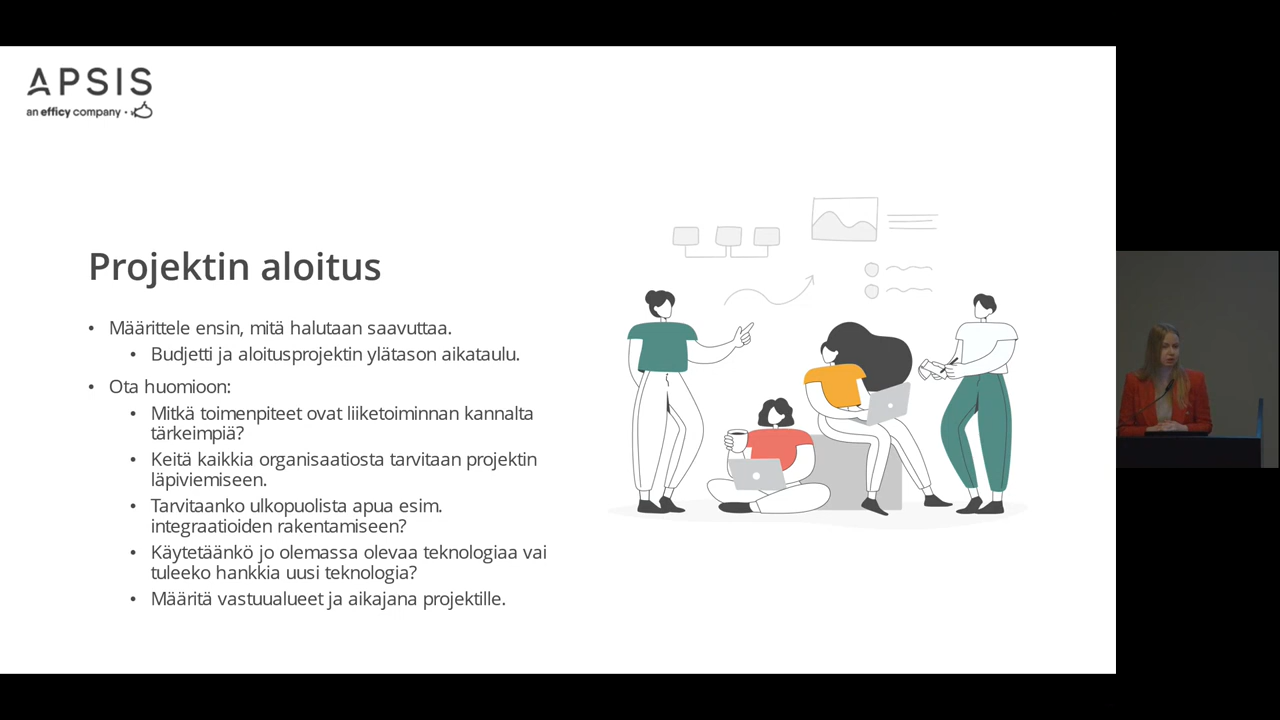 APSIS
an efficy company
Projektin aloitus
• Määrittele ensin, mitä halutaan saavuttaa.
• Budjetti ja aloitusprojektin ylätason aikataulu.
• Ota huomioon:
• Mitkä toimenpiteet ovat liiketoiminnan kannalta
tärkeimpiä?
• Keitä kaikkia organisaatiosta tarvitaan projektin
läpiviemiseen.
• Tarvitaanko ulkopuolista apua esim.
integraatioiden rakentamiseen?
• Käytetäänkö jo olemassa olevaa teknologiaa vai
tuleeko hankkia uusi teknologia?
• Määritä vastuualueet ja aikajana projektille.